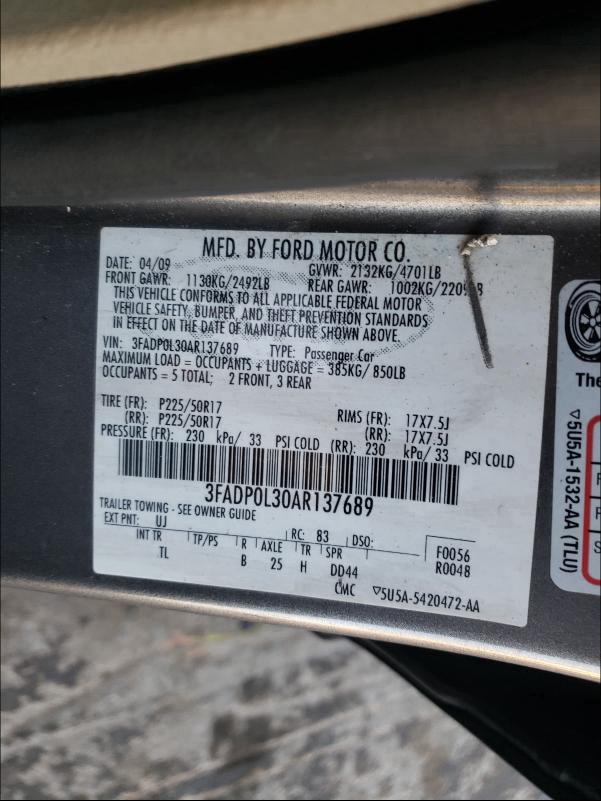 MFD. BY FORD MOTOR CO.
DATE: 04/09 GVWR: 2132KG/4701LB
FRONT GAWR: 1130KG/2492LB REAR GAWR: 1002KG/
THIS VEHICLE CONFORMS TO ALL APPLICABLE FEDERAL MOTOR
VEHICLE SAFETY, BUMPER, AND THEFT PREVENTION STANDARDS
IN EFFECT ON THE DATE OF MANUFACTURE SHOWN ABOVE.
VIN: 3FADP0L30AR137689 TYPE: Passenger Car
MAXIMUM LOAD = OCCUPANTS + LUGGAGE = 385KG/ 850LB
OCCUPANTS = 5 TOTAL; 2 FRONT, 3 REAR
TIRE (FR): P225/50R17 RIMS (FR): 17X7.5J
(RR): P225/50R17 (RR): 17X7.5J
PRESSURE (FR): 230 kPa/ 33 PSI COLD (RR): 230 kPa/ 33 PSI COLD
3FADP0L30AR137689
TRAILER TOWING - SEE OWNER GUIDE
EXT PNT: UJ RC: 83 DSO: F0056
INT TR TP/PS R AXLE TR SPR R0048
TL B 25 H DD44
CMC ▽5U5A-5420472-AA
The
▽5U5A-1532-AA (TLU)
F
F
S